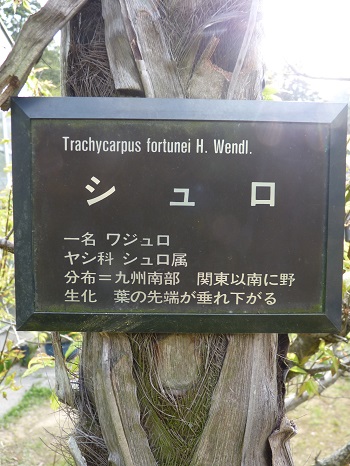 Trachycarpus fortunei H. Wendl.
シュロ
一名 ワジュロ
ヤシ科 シュロ属
分布＝九州南部 関東以南に野
生化 葉の先端が垂れ下がる